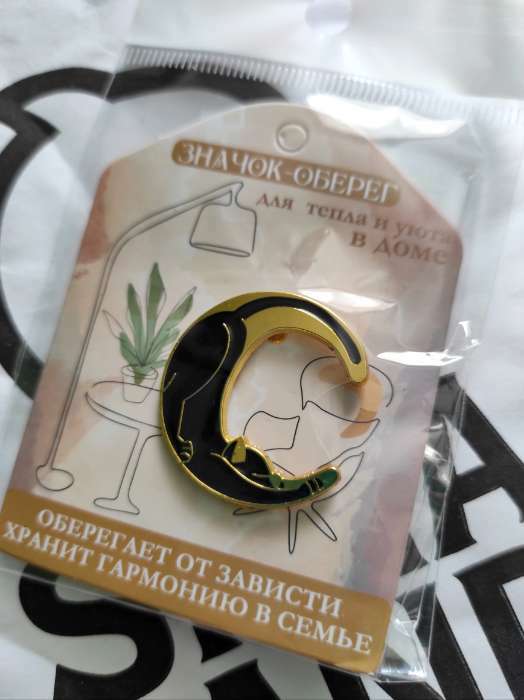 ЗНАЧОК-ОБЕРЕГ
для тепла и уюта
в доме
ОБЕРЕГАЕТ ОТ ЗАВИСТИ
ХРАНИТ ГАРМОНИЮ В СЕМЬЕ